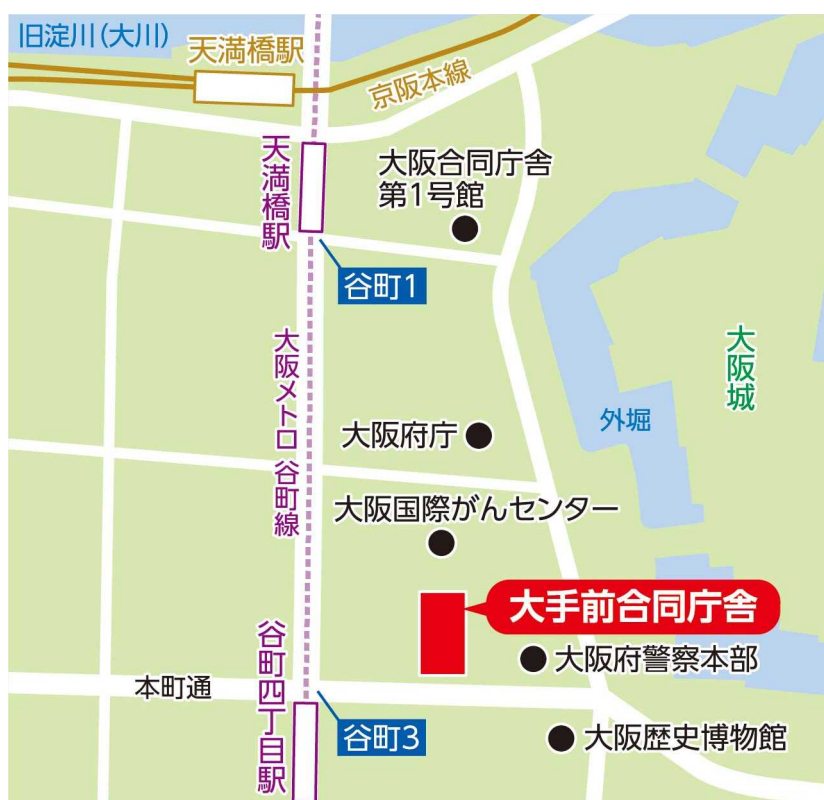 旧淀川(大川)
天満橋駅
京阪本線
天満橋駅
大阪合同庁舎
第1号館
谷町1
大阪メトロ 谷町線
大阪城
外堀
大阪府庁
大阪国際がんセンター
大手前合同庁舎
谷町四丁目駅
大阪府警察本部
本町通
谷町3
大阪歴史博物館